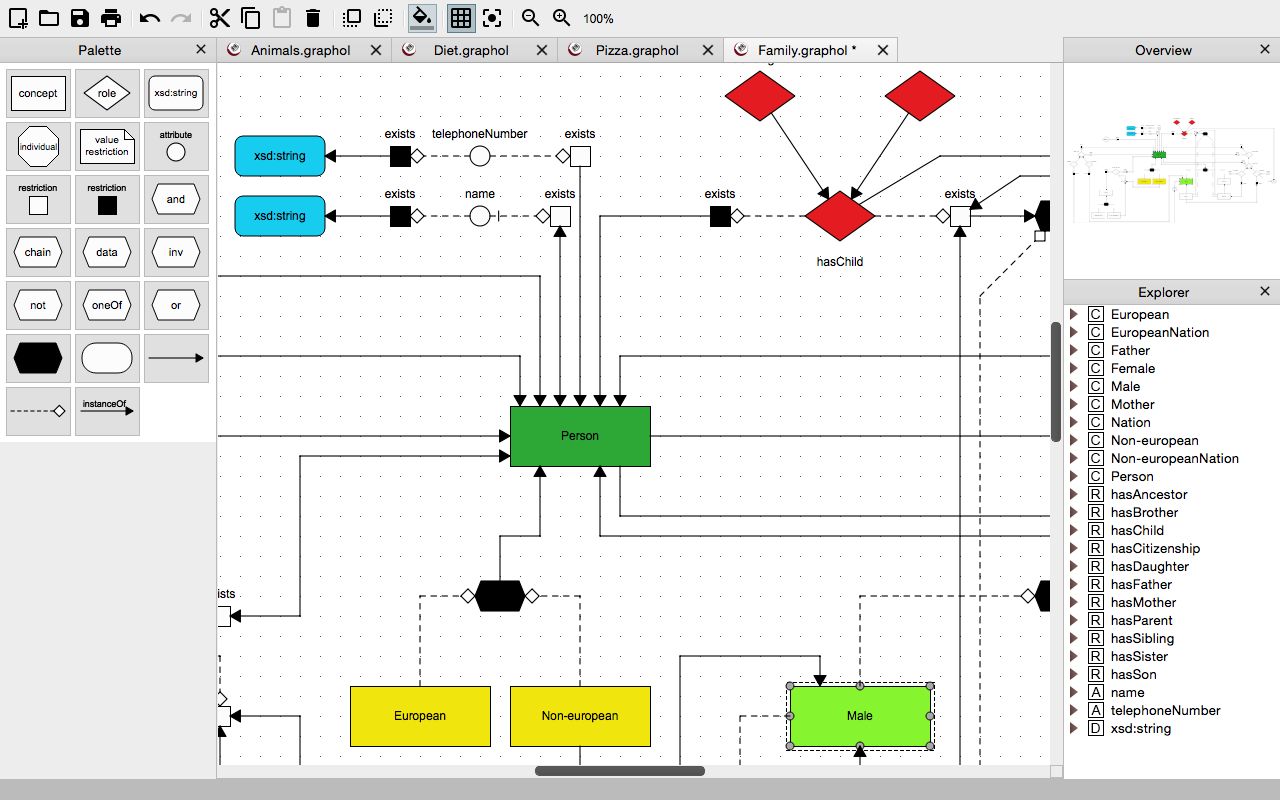 100%
Palette
Animals.graphol
Diet.graphol
Pizza.graphol
Family.graphol *
Overview
concept
role
xsd:string
individual
value
restriction
attribute
restriction
restriction
and
chain
data
inv
not
oneOf
or
instanceOf
exists
telephoneNumber
exists
xsd:string
exists
name
exists
xsd:string
exists
exists
hasChild
Person
ists
European
Non-european
Male
Explorer
C European
C EuropeanNation
C Father
C Female
C Male
C Mother
C Nation
C Non-european
C Non-europeanNation
C Person
R hasAncestor
R hasBrother
R hasChild
R hasCitizenship
R hasDaughter
R hasFather
R hasMother
R hasParent
R hasSibling
R hasSister
R hasSon
A name
A telephoneNumber
D xsd:string